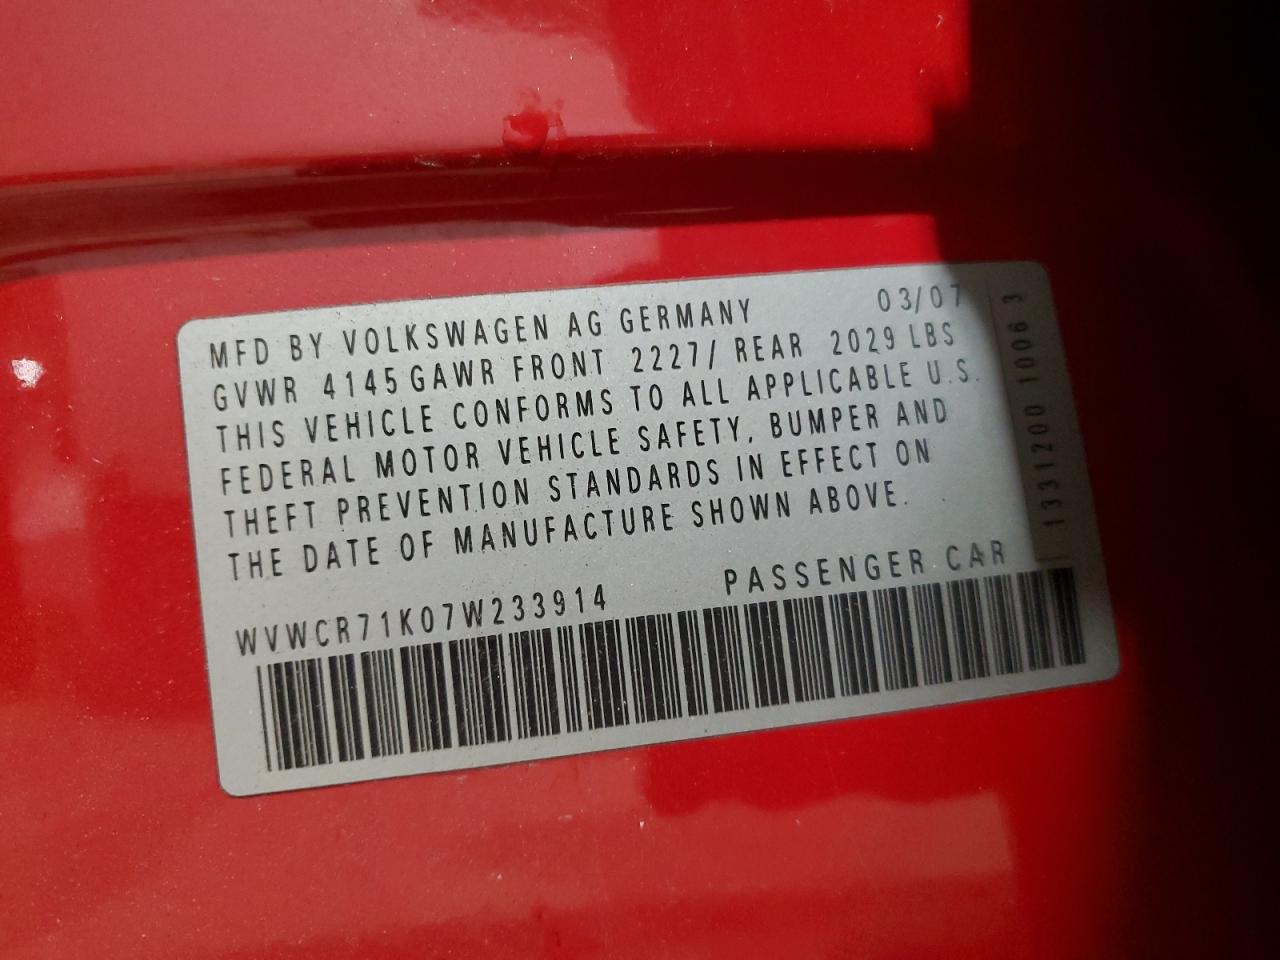 MFD BY VOLKSWAGEN AG GERMANY 03/07
GVWR 4145 GAWR FRONT 2227/ REAR 2029 LBS
THIS VEHICLE CONFORMS TO ALL APPLICABLE U.S.
FEDERAL MOTOR VEHICLE SAFETY, BUMPER AND
THEFT PREVENTION STANDARDS IN EFFECT ON
THE DATE OF MANUFACTURE SHOWN ABOVE.
WVWCR71K07W233914 PASSENGER CAR
1331200 1006 3